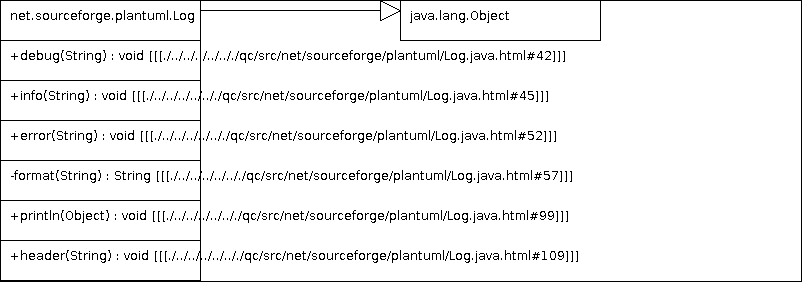 net.sourceforge.plantuml.Log
java.lang.Object
+debug(String) : void [[[./../../../../../../qc/src/net/sourceforge/plantuml/Log.java.html#42]]]
+info(String) : void [[[./../../../../../../qc/src/net/sourceforge/plantuml/Log.java.html#45]]]
+error(String) : void [[[./../../../../../../qc/src/net/sourceforge/plantuml/Log.java.html#52]]]
-format(String) : String [[[./../../../../../../qc/src/net/sourceforge/plantuml/Log.java.html#57]]]
+println(Object) : void [[[./../../../../../../qc/src/net/sourceforge/plantuml/Log.java.html#99]]]
+header(String) : void [[[./../../../../../../qc/src/net/sourceforge/plantuml/Log.java.html#109]]]